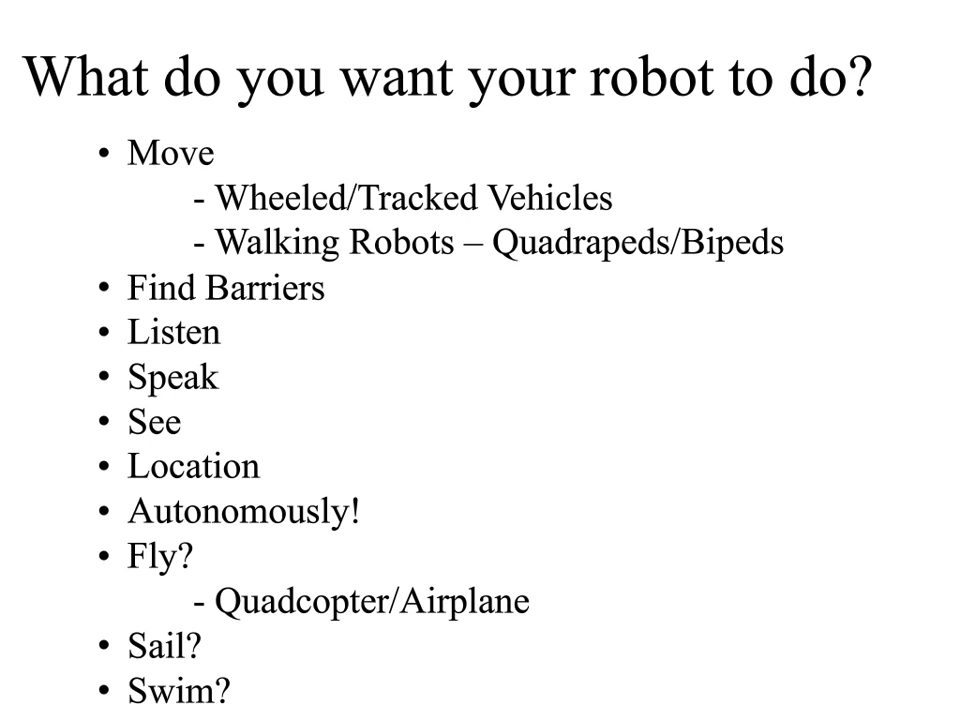 What do you want your robot to do?
• Move
- Wheeled/Tracked Vehicles
- Walking Robots – Quadrapeds/Bipeds
• Find Barriers
• Listen
• Speak
• See
• Location
• Autonomously!
• Fly?
- Quadcopter/Airplane
• Sail?
• Swim?